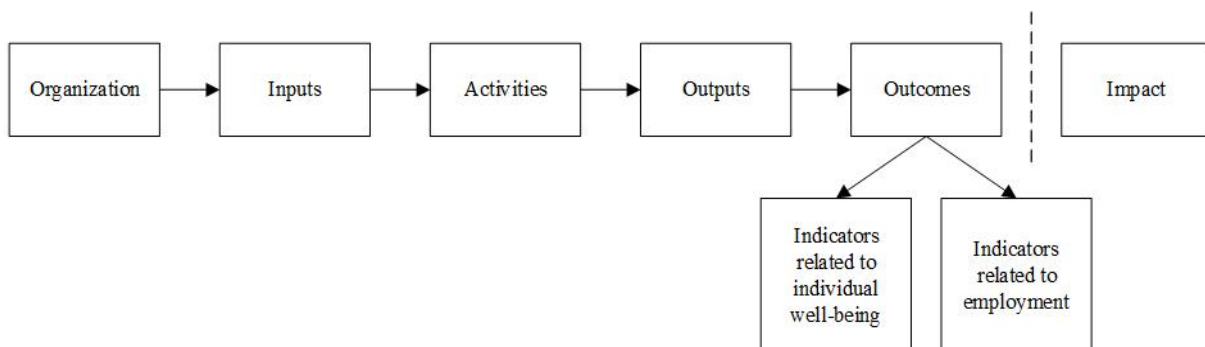 Organization
Inputs
Activities
Outputs
Outcomes
Impact
Indicators
related to
individual
well-being
Indicators
related to
employment